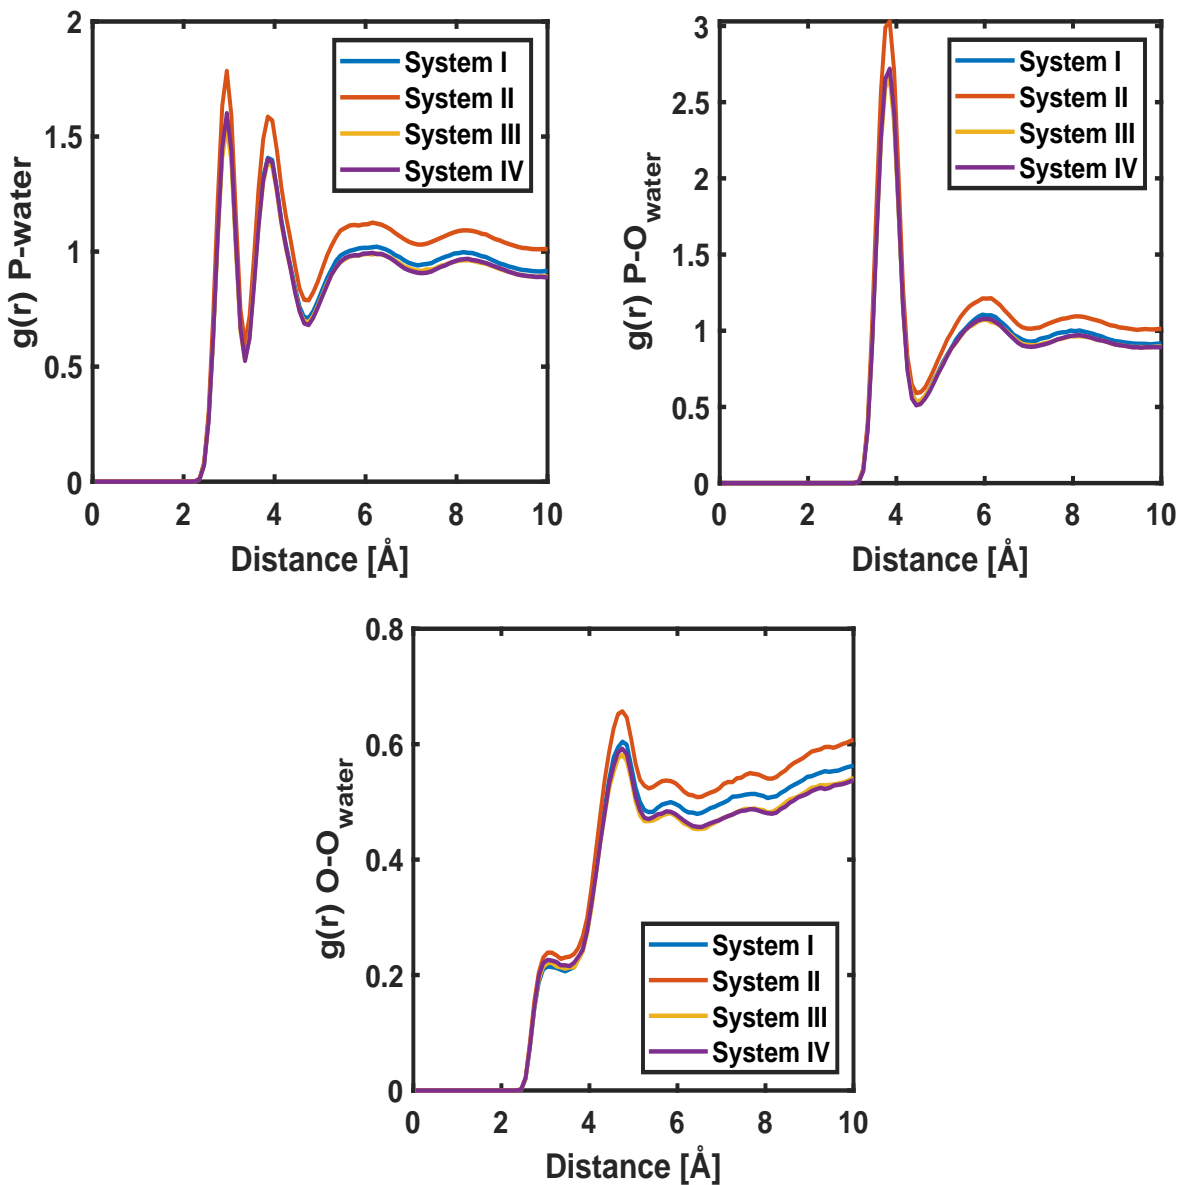 g(r) P-water
2
1.5
1
0.5
0
0 2 4 6 8 10
Distance [Å]
System I
System II
System III
System IV
g(r) P-Owater
3
2.5
2
1.5
1
0.5
0
0 2 4 6 8 10
Distance [Å]
System I
System II
System III
System IV
g(r) O-Owater
0.8
0.6
0.4
0.2
0
0 2 4 6 8 10
Distance [Å]
System I
System II
System III
System IV